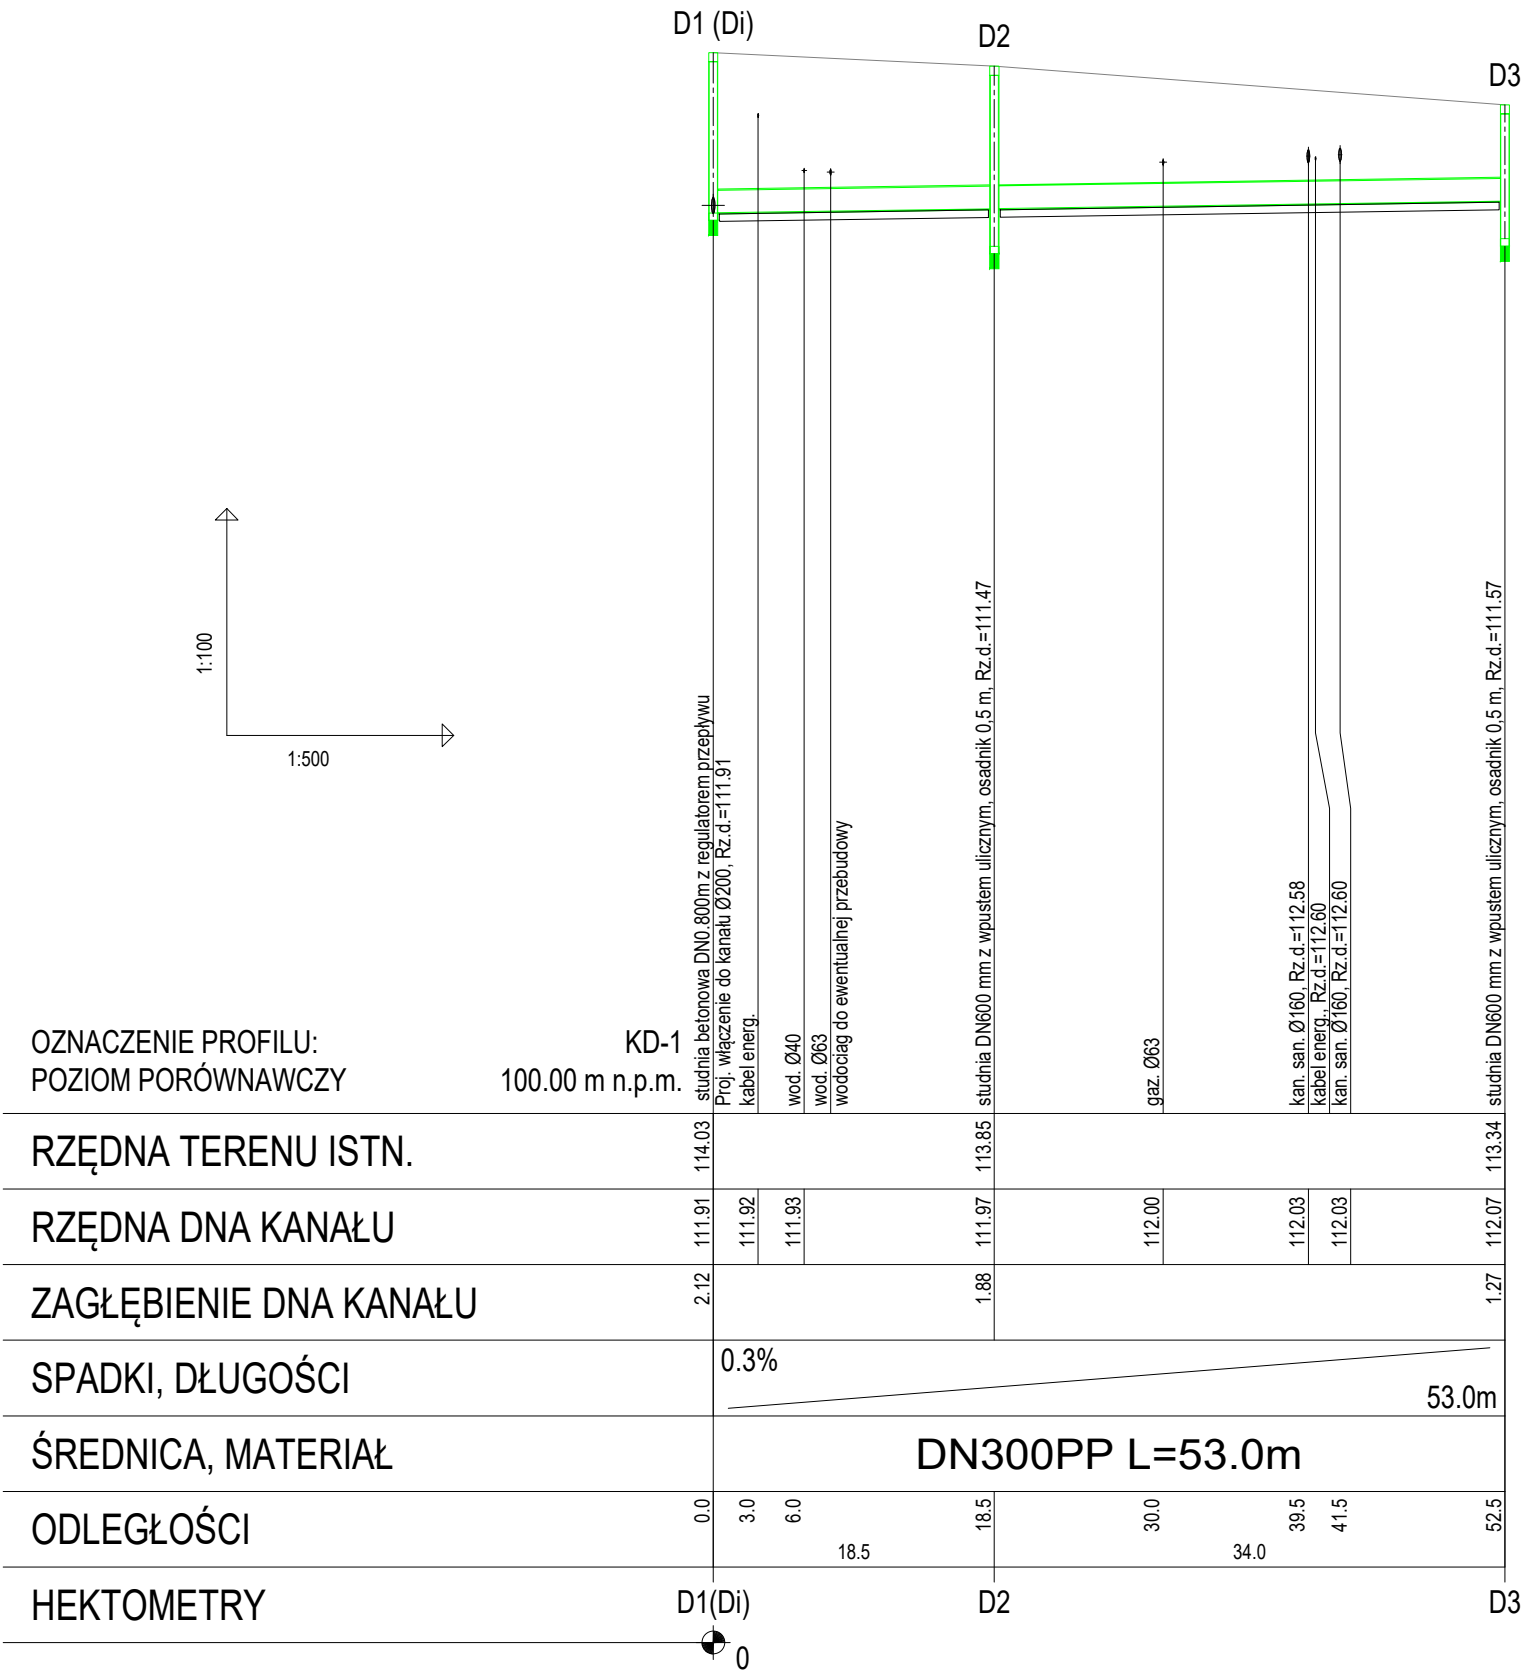 D1 (Di)
D2
D3
1:100
1:500
studnia betonowa DN0.800m z regulatorem przepływu
Proj. włączenie do kanału Ø200, Rz.d.=111.91
kabel energ.
wod. Ø40
wod. Ø63
wodociag do ewentualnej przebudowy
studnia DN600 mm z wpustem ulicznym, osadnik 0,5 m, Rz.d.=111.47
gaz. Ø63
kan. san. Ø160, Rz.d.=112.58
kabel energ., Rz.d.=112.60
kan. san. Ø160, Rz.d.=112.60
studnia DN600 mm z wpustem ulicznym, osadnik 0,5 m, Rz.d.=111.57
OZNACZENIE PROFILU: KD-1
POZIOM PORÓWNAWCZY 100.00 m n.p.m.
RZĘDNA TERENU ISTN. 114.03 113.85 113.34
RZĘDNA DNA KANAŁU 111.91 111.92 111.93 111.97 112.00 112.03 112.03 112.07
ZAGŁĘBIENIE DNA KANAŁU 2.12 1.88 1.27
SPADKI, DŁUGOŚCI 0.3% 53.0m
ŚREDNICA, MATERIAŁ DN300PP L=53.0m
ODLEGŁOŚCI 0.0 3.0 6.0 18.5 30.0 39.5 41.5 52.5
18.5 34.0
HEKTOMETRY D1(Di) D2 D3
0